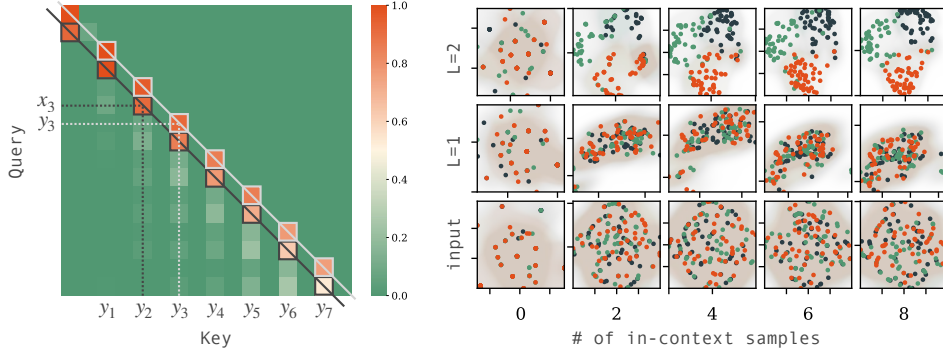 Query
x3
y3
y1 y2 y3 y4 y5 y6 y7
Key
1.0
0.8
0.6
0.4
0.2
0.0
L=2
L=1
input
0 2 4 6 8
# of in-context samples